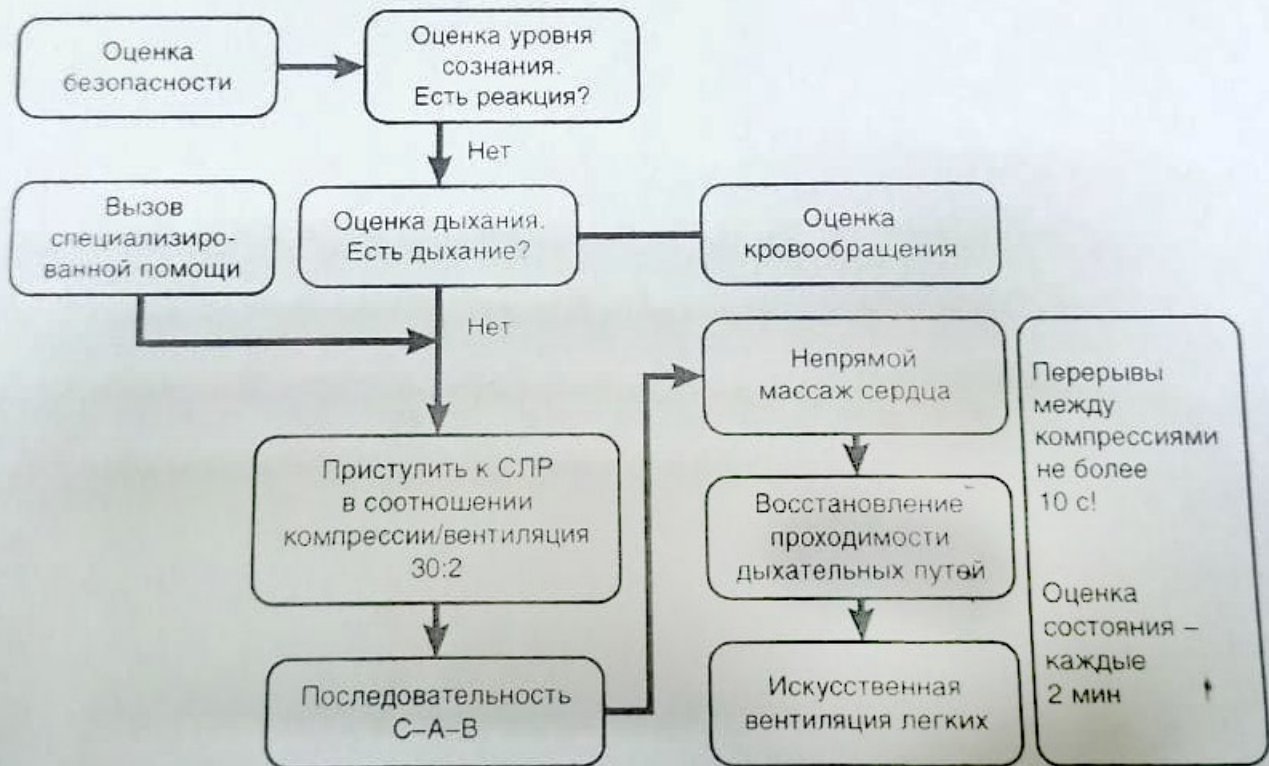 Оценка
безопасности
Оценка уровня
сознания.
Есть реакция?
Нет
Вызов
специализиро-
ванной помощи
Оценка дыхания.
Есть дыхание?
Оценка
кровообращения
Нет
Приступить к СЛР
в соотношении
компрессии/вентиляция
30:2
Последовательность
С–А–В
Непрямой
массаж сердца
Восстановление
проходимости
дыхательных путей
Искусственная
вентиляция легких
Перерывы
между
компрессиями
не более
10 с!
Оценка
состояния –
каждые
2 мин